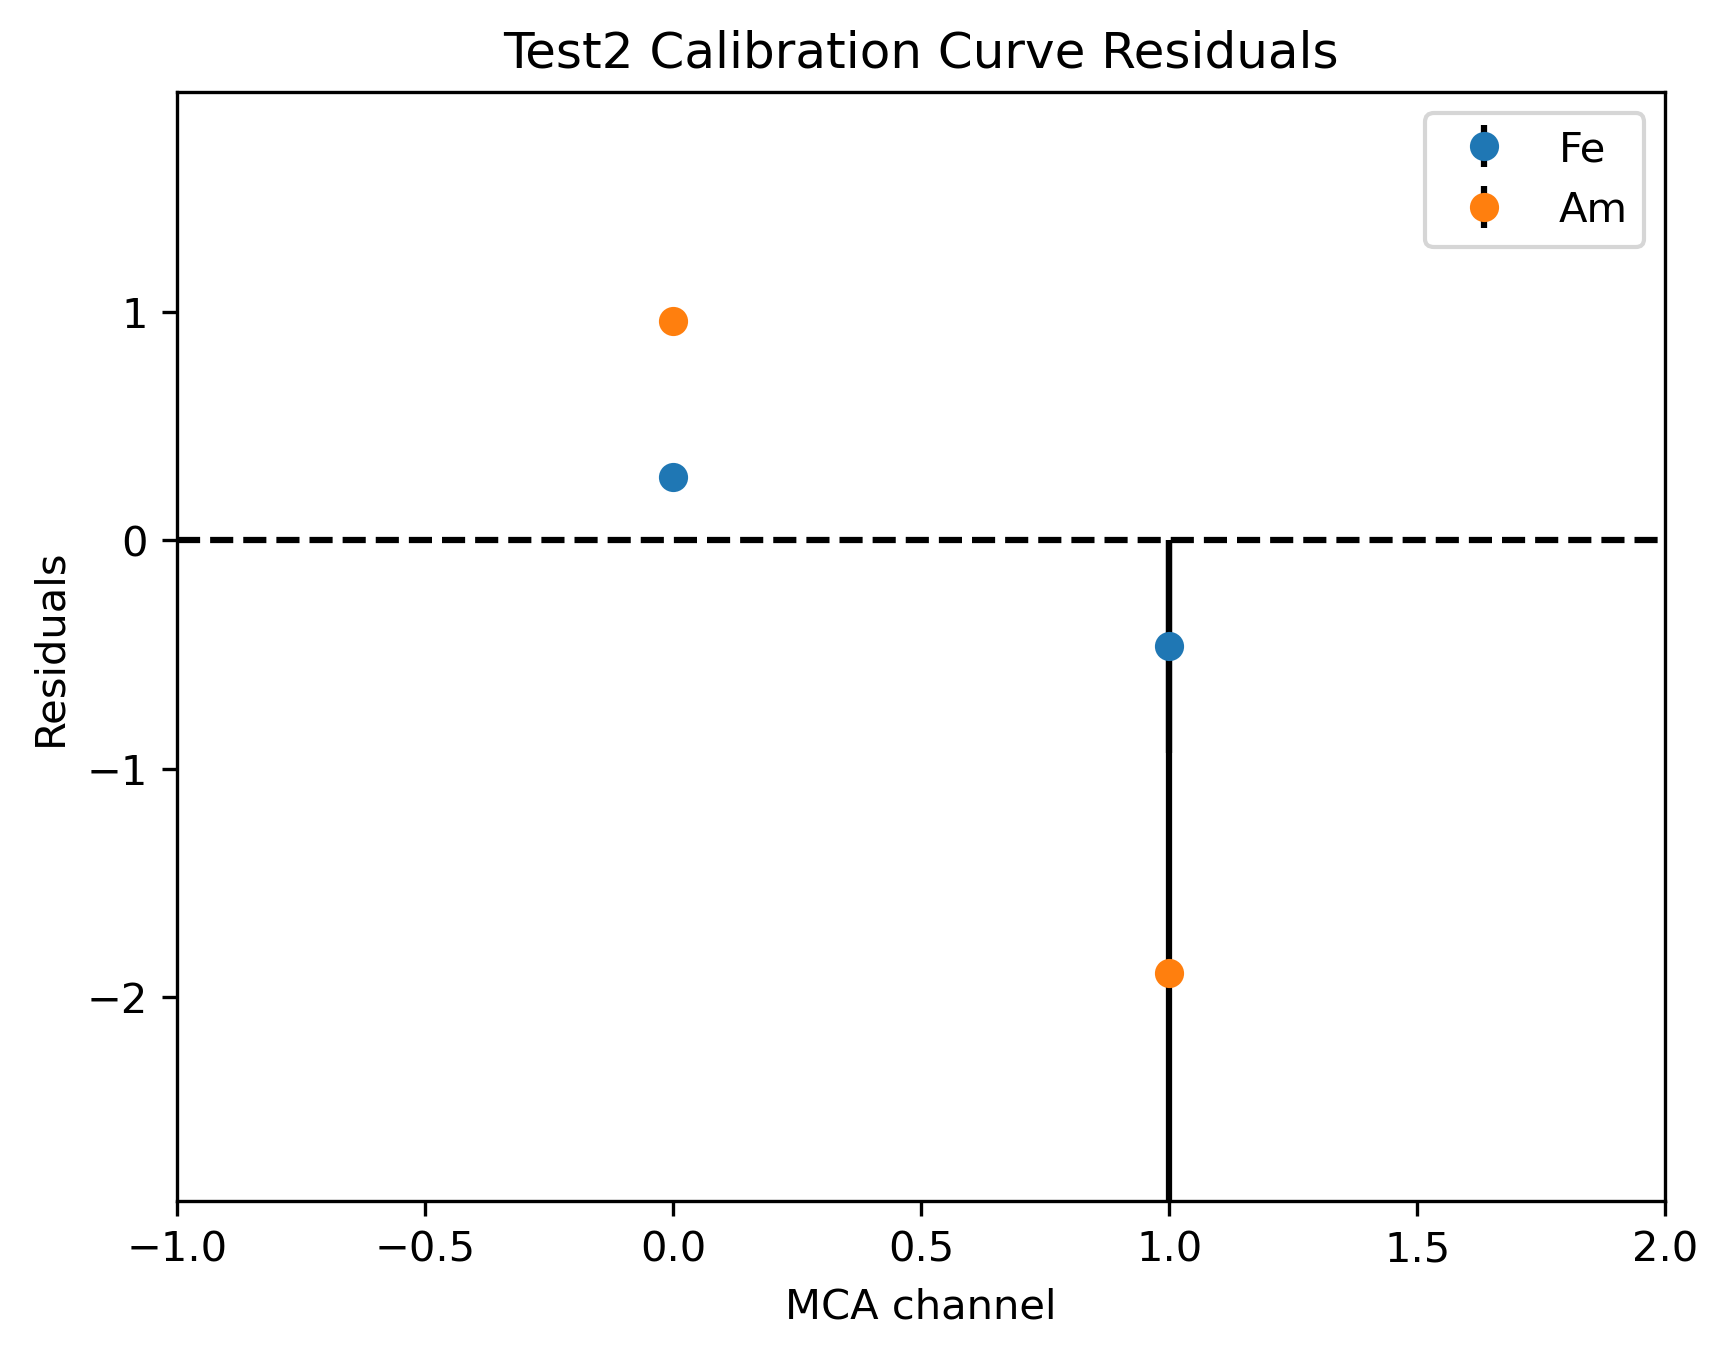 Test2 Calibration Curve Residuals
Fe
Am
1
0
−1
−2
Residuals
−1.0 −0.5 0.0 0.5 1.0 1.5 2.0
MCA channel